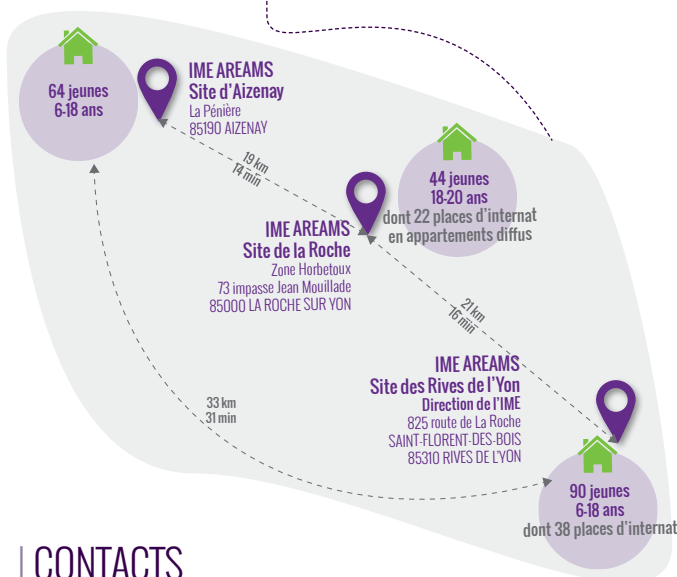 64 jeunes
6-18 ans
IME AREAMS
Site d'Aizenay
La Pénière
85190 AIZENAY
19 km
14 min
44 jeunes
18-20 ans
dont 22 places d'internat
en appartements diffus
IME AREAMS
Site de la Roche
Zone Horbetoux
73 impasse Jean Mouillade
85000 LA ROCHE SUR YON
21 km
16 min
IME AREAMS
Site des Rives de l'Yon
Direction de l'IME
825 route de La Roche
SAINT-FLORENT-DES-BOIS
85310 RIVES DE L'YON
33 km
31 min
90 jeunes
6-18 ans
dont 38 places d'internat
CONTACTS